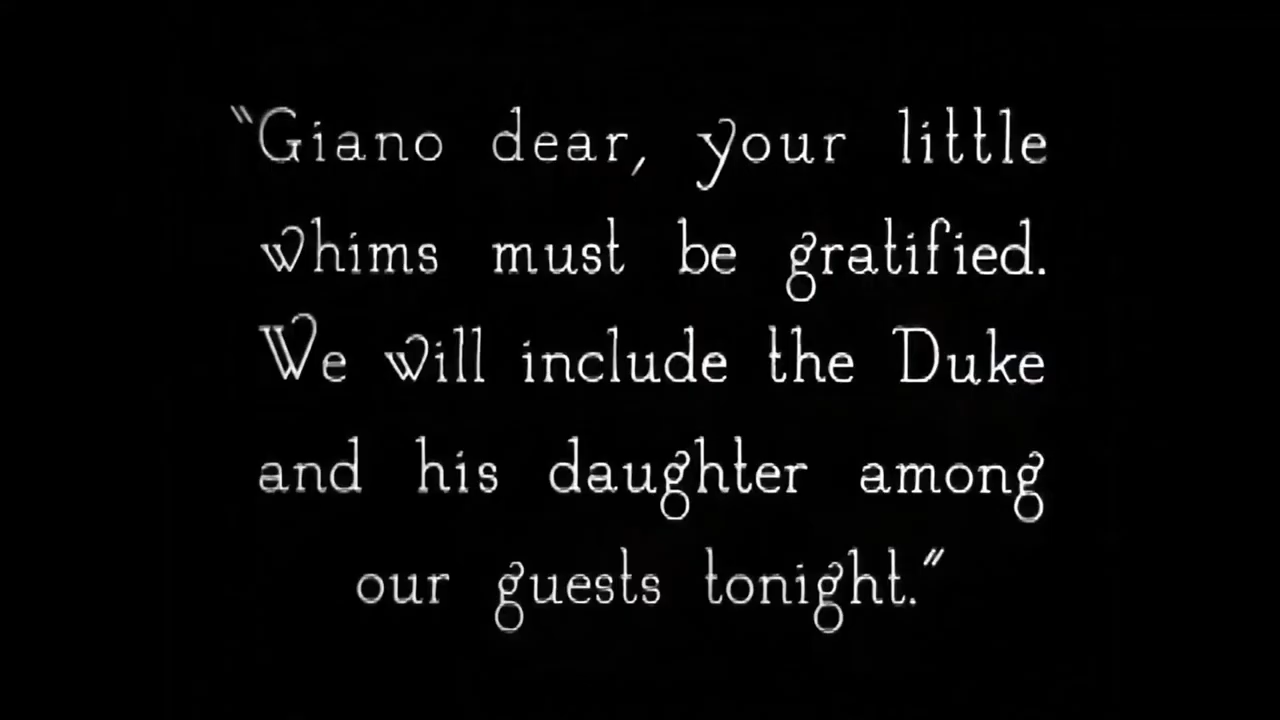 "Giano dear, your little
whims must be gratified.
We will include the Duke
and his daughter among
our guests tonight."